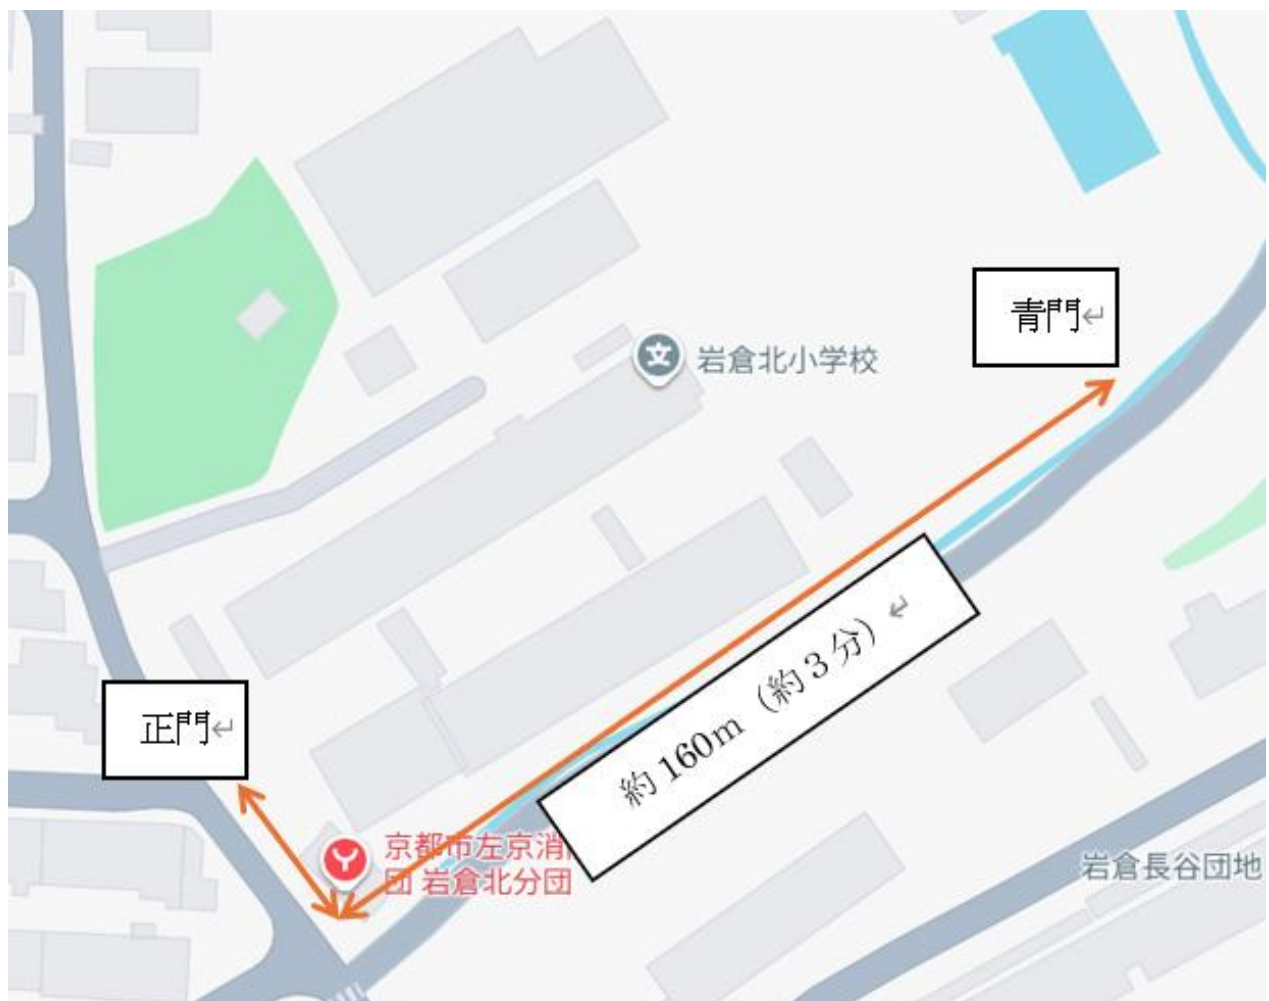 青門↵
岩倉北小学校
約160m（約3分）↵
正門↵
京都市左京消
団 岩倉北分団
岩倉長谷団地